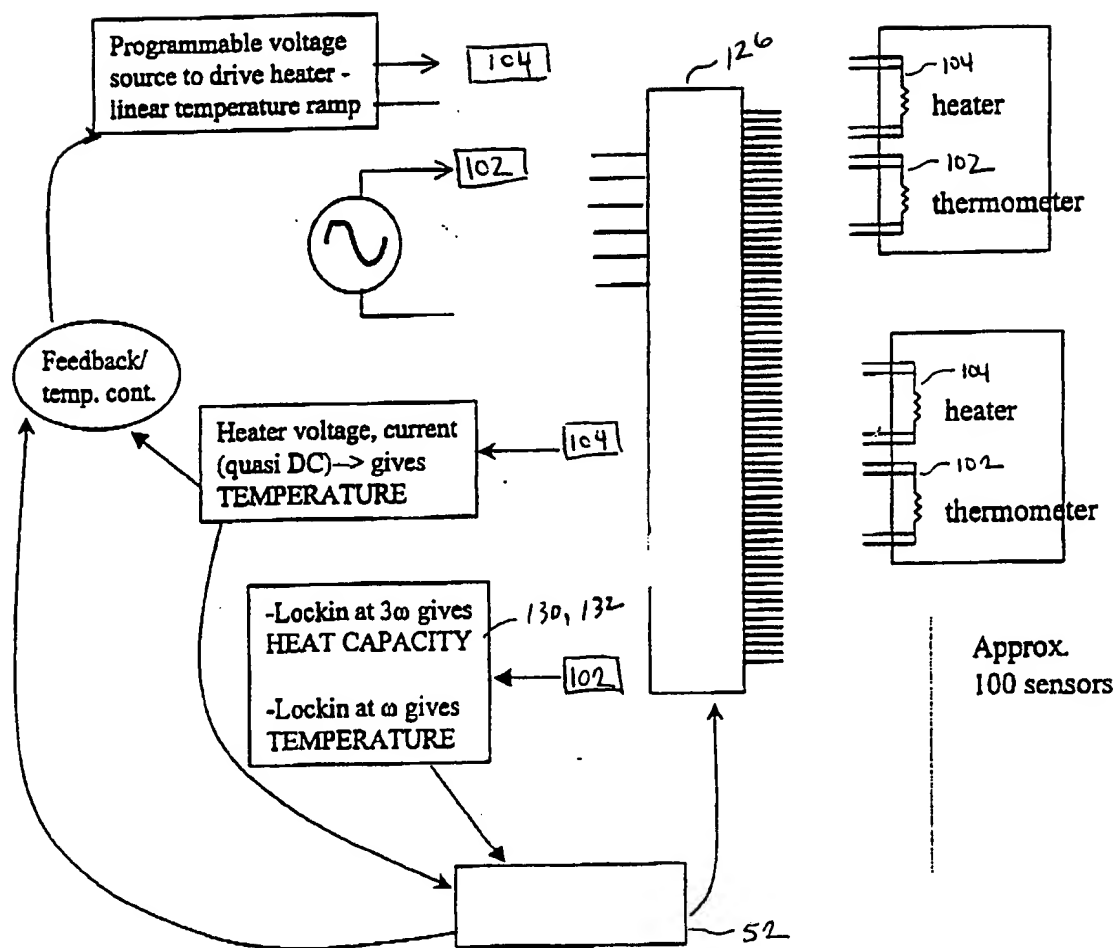 Programmable voltage
source to drive heater -
linear temperature ramp
104
102
126
104
heater
102
thermometer
Feedback/
temp. cont.
Heater voltage, current
(quasi DC)—> gives
TEMPERATURE
104
104
heater
102
thermometer
-Lockin at 3ω gives
HEAT CAPACITY
130, 132
102
-Lockin at ω gives
TEMPERATURE
Approx.
100 sensors
52